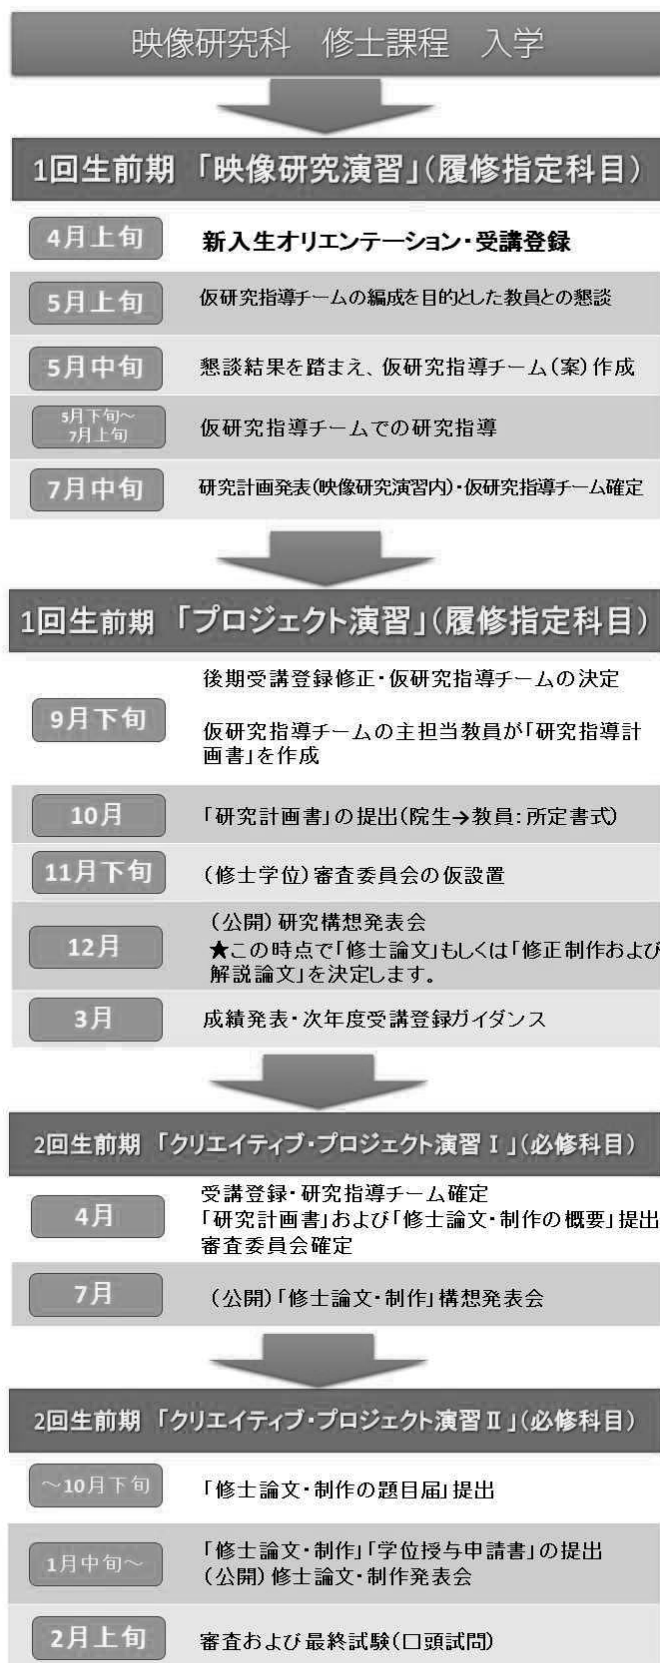 映像研究科　修士課程　入学
1回生前期 「映像研究演習」(履修指定科目)
4月上旬
新入生オリエンテーション・受講登録
5月上旬
仮研究指導チームの編成を目的とした教員との懇談
5月中旬
懇談結果を踏まえ、仮研究指導チーム(案)作成
5月下旬～
7月上旬
仮研究指導チームでの研究指導
7月中旬
研究計画発表(映像研究演習内)・仮研究指導チーム確定
1回生前期 「プロジェクト演習」(履修指定科目)
9月下旬
後期受講登録修正・仮研究指導チームの決定
仮研究指導チームの主担当教員が「研究指導計
画書」を作成
10月
「研究計画書」の提出(院生→教員:所定書式)
11月下旬
(修士学位)審査委員会の仮設置
12月
(公開)研究構想発表会
★この時点で「修士論文」もしくは「修正制作および
解説論文」を決定します。
3月
成績発表・次年度受講登録ガイダンス
2回生前期 「クリエイティブ・プロジェクト演習Ⅰ」(必修科目)
4月
受講登録・研究指導チーム確定
「研究計画書」および「修士論文・制作の概要」提出
審査委員会確定
7月
(公開)「修士論文・制作」構想発表会
2回生前期 「クリエイティブ・プロジェクト演習Ⅱ」(必修科目)
～10月下旬
「修士論文・制作の題目届」提出
1月中旬～
「修士論文・制作」「学位授与申請書」の提出
(公開)修士論文・制作発表会
2月上旬
審査および最終試験(口頭試問)